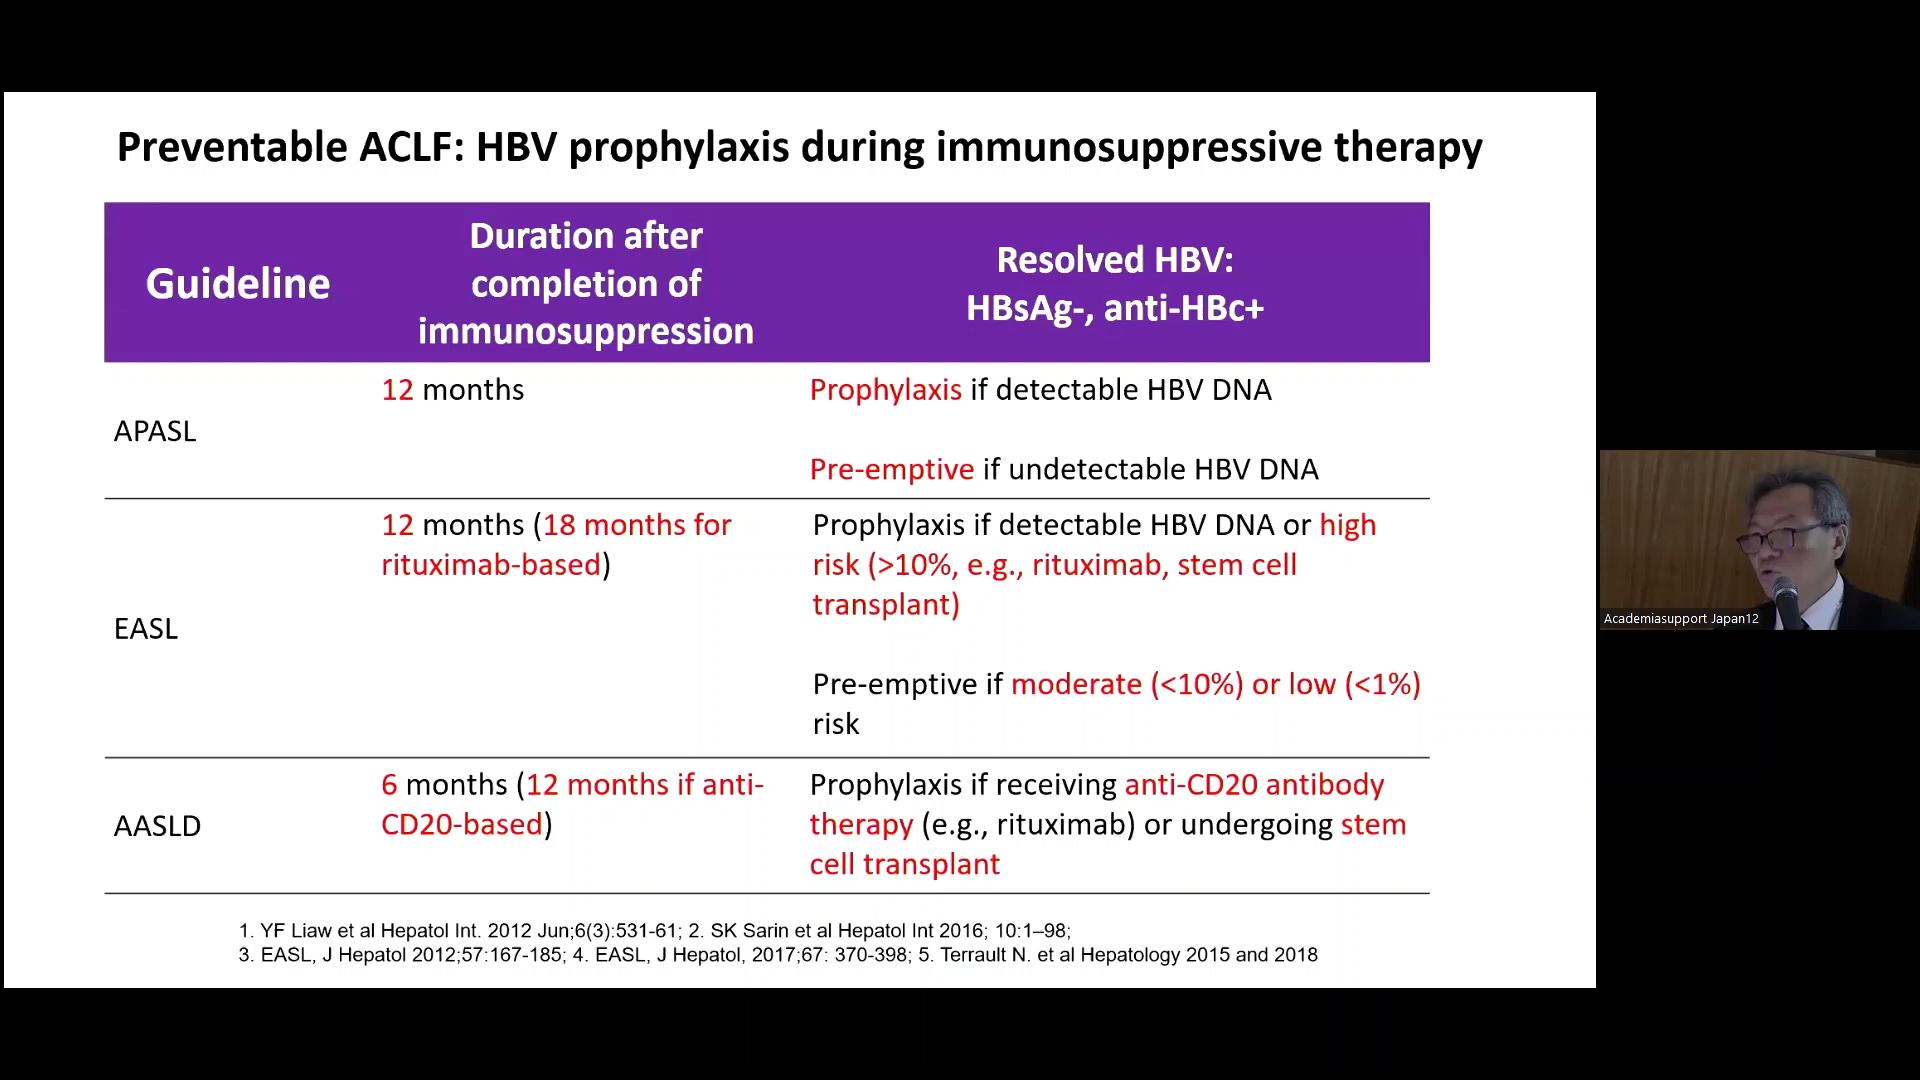 Preventable ACLF: HBV prophylaxis during immunosuppressive therapy
Guideline
Duration after
completion of
immunosuppression
Resolved HBV:
HBsAg-, anti-HBc+
APASL
12 months
Prophylaxis if detectable HBV DNA
Pre-emptive if undetectable HBV DNA
EASL
12 months (18 months for
rituximab-based)
Prophylaxis if detectable HBV DNA or high
risk (>10%, e.g., rituximab, stem cell
transplant)
Pre-emptive if moderate (<10%) or low (<1%)
risk
AASLD
6 months (12 months if anti-
CD20-based)
Prophylaxis if receiving anti-CD20 antibody
therapy (e.g., rituximab) or undergoing stem
cell transplant
1. YF Liaw et al Hepatol Int. 2012 Jun;6(3):531-61; 2. SK Sarin et al Hepatol Int 2016; 10:1–98;
3. EASL, J Hepatol 2012;57:167-185; 4. EASL, J Hepatol, 2017;67: 370-398; 5. Terrault N. et al Hepatology 2015 and 2018
Academiasupport Japan12